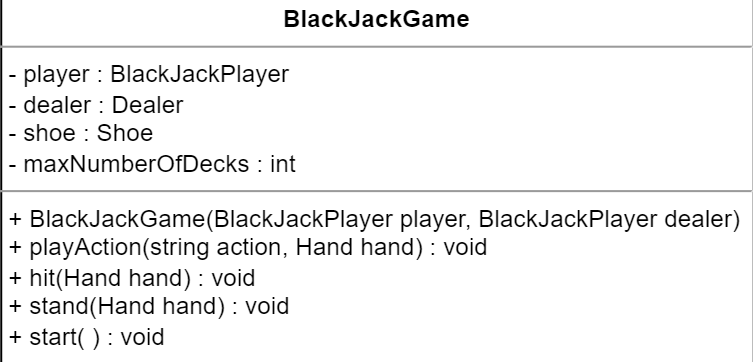 BlackJackGame
- player : BlackJackPlayer
- dealer : Dealer
- shoe : Shoe
- maxNumberOfDecks : int
+ BlackJackGame(BlackJackPlayer player, BlackJackPlayer dealer)
+ playAction(string action, Hand hand) : void
+ hit(Hand hand) : void
+ stand(Hand hand) : void
+ start( ) : void